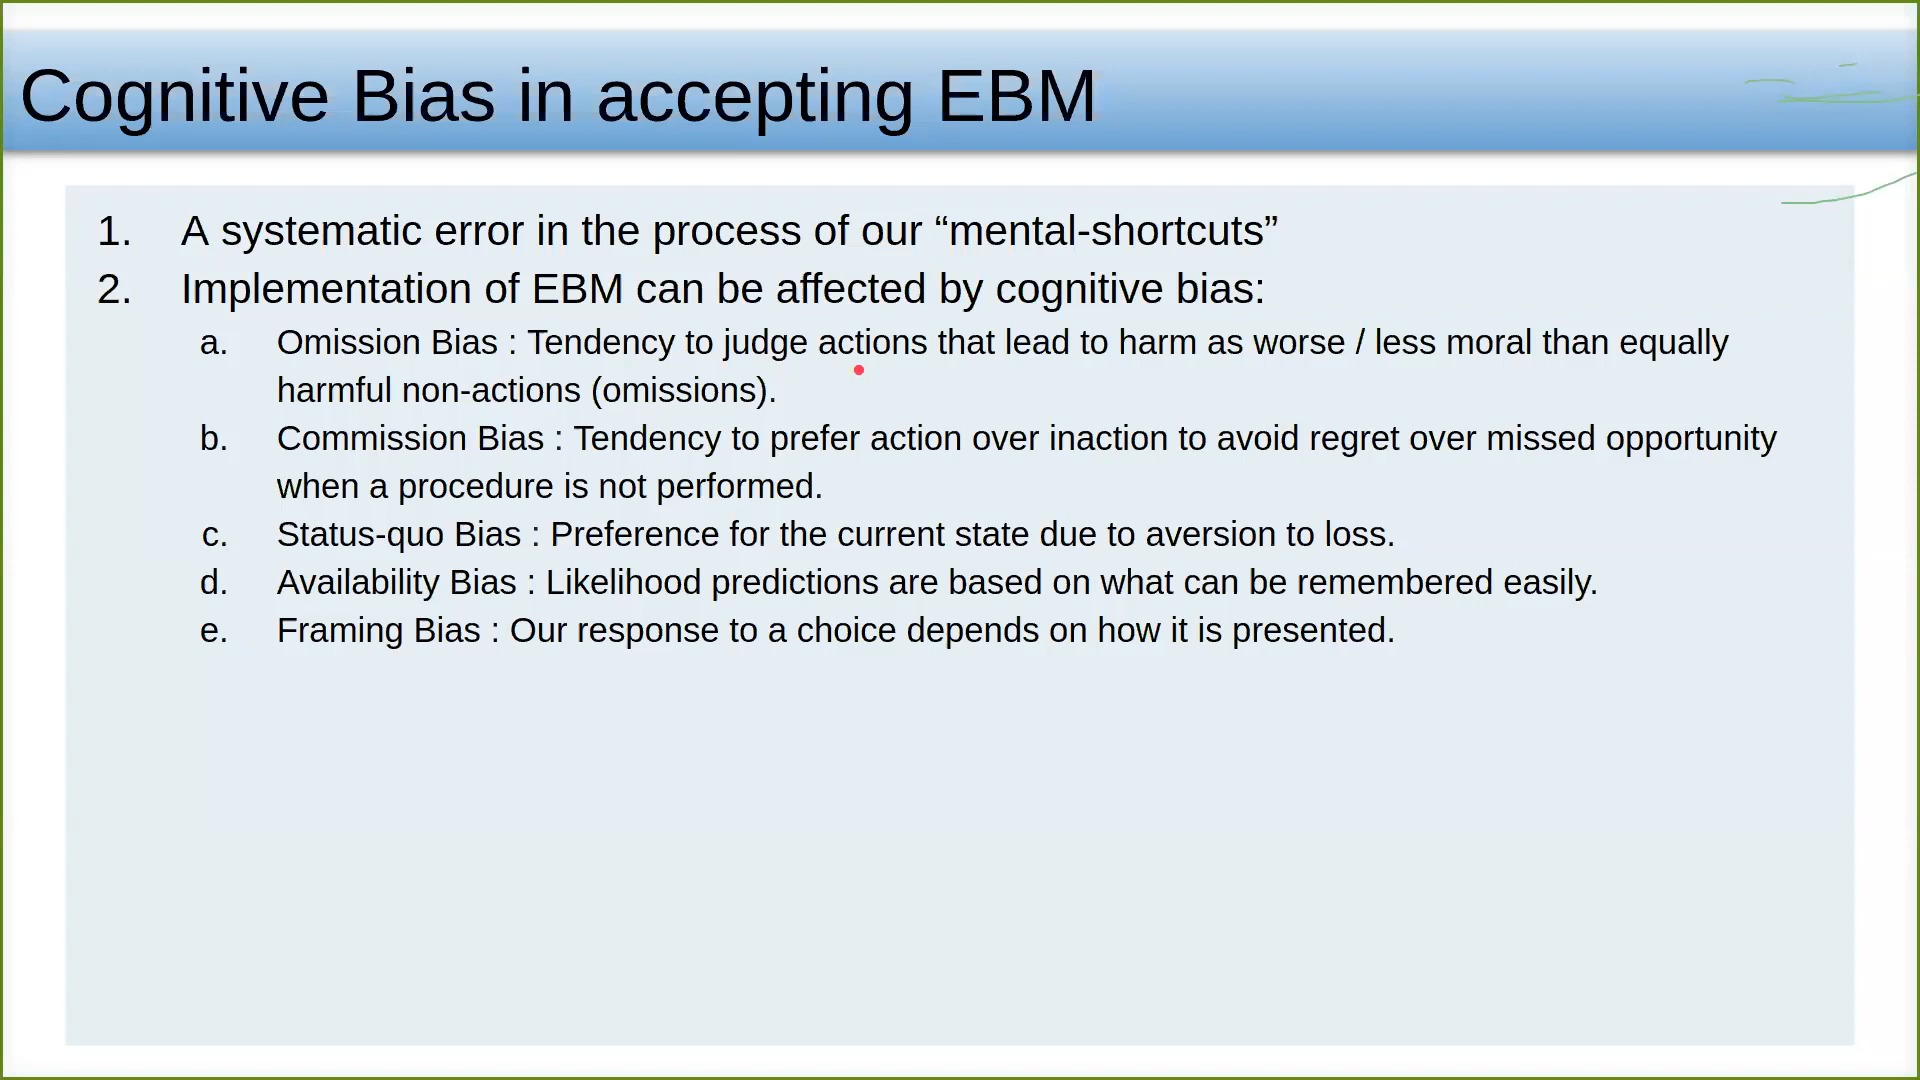 Cognitive Bias in accepting EBM
1. A systematic error in the process of our “mental-shortcuts”
2. Implementation of EBM can be affected by cognitive bias:
a. Omission Bias : Tendency to judge actions that lead to harm as worse / less moral than equally
harmful non-actions (omissions).
b. Commission Bias : Tendency to prefer action over inaction to avoid regret over missed opportunity
when a procedure is not performed.
c. Status-quo Bias : Preference for the current state due to aversion to loss.
d. Availability Bias : Likelihood predictions are based on what can be remembered easily.
e. Framing Bias : Our response to a choice depends on how it is presented.